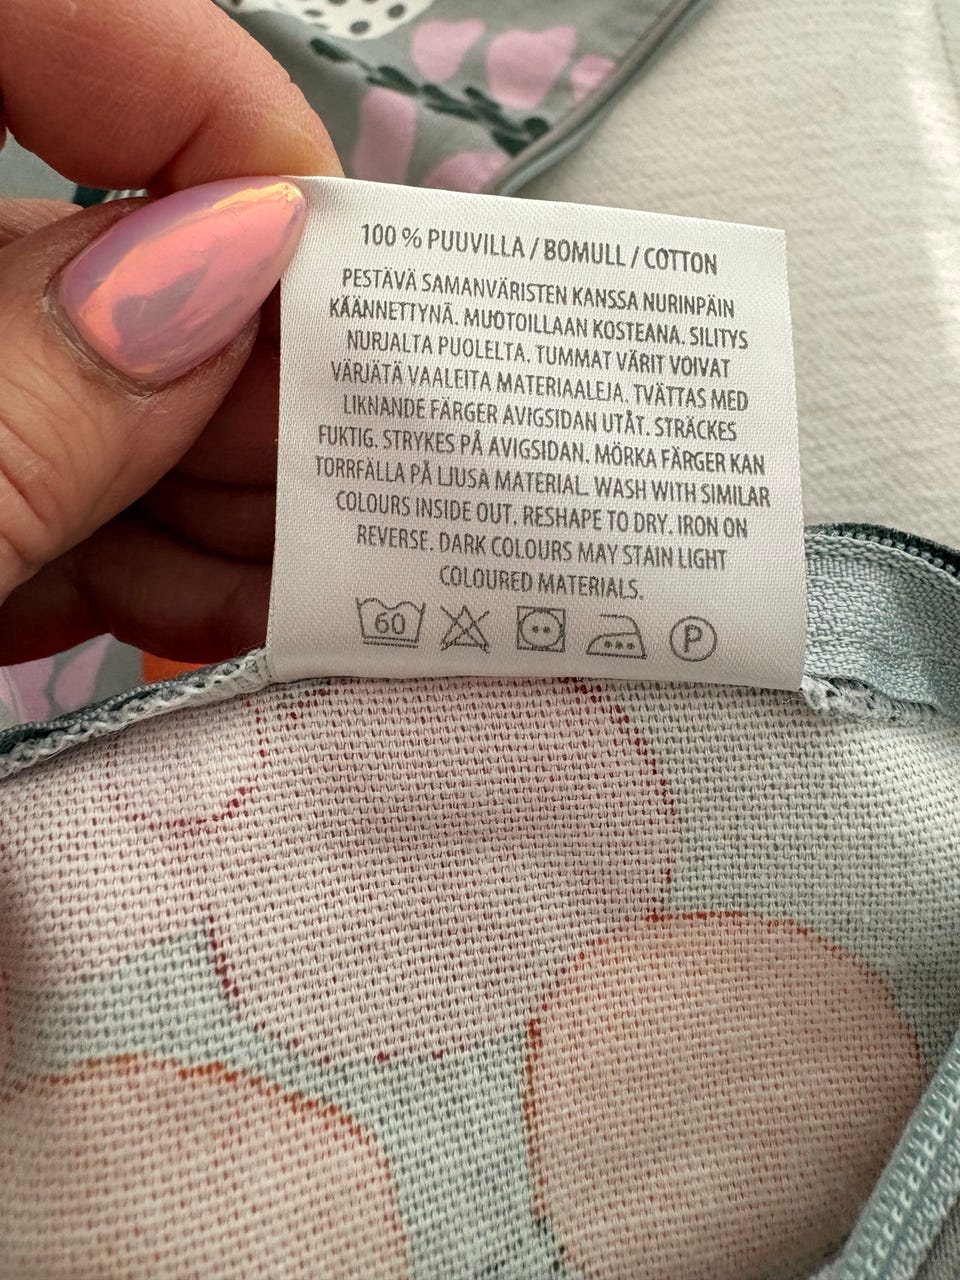 100 % PUUVILLA / BOMULL / COTTON
PESTÄVÄ SAMANVÄRISTEN KANSSA NURINPÄIN
KÄÄNNETTYNÄ. MUOTOILLAAN KOSTEANA. SILITYS
NURJALTA PUOLELTA. TUMMAT VÄRIT VOIVAT
VÄRJÄTÄ VAALEITA MATERIAALEJA. TVÄTTAS MED
LIKNANDE FÄRGER AVIGSIDAN UTÅT. STRÄCKES
FUKTIG. STRYKES PÅ AVIGSIDAN. MÖRKA FÄRGER KAN
TORRFÄLLA PÅ LJUSA MATERIAL. WASH WITH SIMILAR
COLOURS INSIDE OUT. RESHAPE TO DRY. IRON ON
REVERSE. DARK COLOURS MAY STAIN LIGHT
COLOURED MATERIALS.
60 P